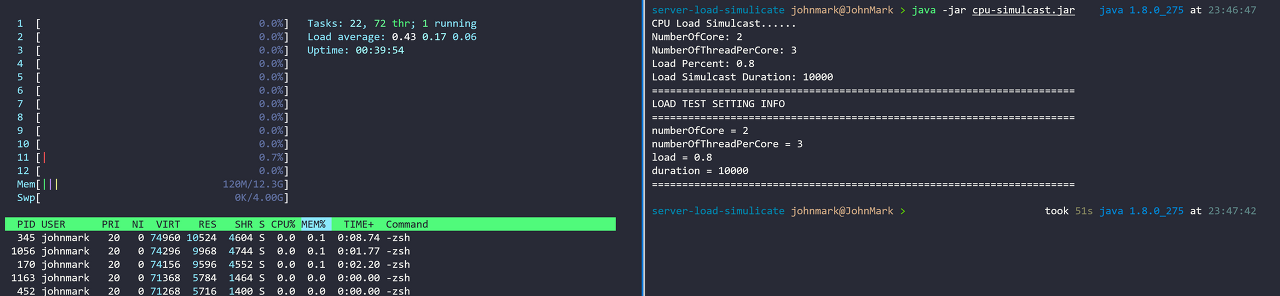 1 [ 0.0%]
2 [ 0.0%]
3 [ 0.0%]
4 [ 0.0%]
5 [ 0.0%]
6 [ 0.0%]
7 [ 0.0%]
8 [ 0.0%]
9 [ 0.0%]
10 [ 0.0%]
11 [| 0.7%]
12 [ 0.0%]
Mem[||| 120M/12.3G]
Swp[ 0K/4.00G]
Tasks: 22, 72 thr; 1 running
Load average: 0.43 0.17 0.06
Uptime: 00:39:54
PID USER PRI NI VIRT RES SHR S CPU% MEM% TIME+ Command
345 johnmark 20 0 74960 10524 4604 S 0.0 0.1 0:08.74 -zsh
1056 johnmark 20 0 74296 9968 4744 S 0.0 0.1 0:01.77 -zsh
170 johnmark 20 0 74156 9596 4552 S 0.0 0.1 0:02.20 -zsh
1163 johnmark 20 0 71368 5784 1464 S 0.0 0.0 0:00.00 -zsh
452 johnmark 20 0 71268 5716 1400 S 0.0 0.0 0:00.00 -zsh
server-load-simulicate johnmark@JohnMark > java -jar cpu-simulcast.jar java 1.8.0_275 at 23:46:47
CPU Load Simulcast......
NumberOfCore: 2
NumberOfThreadPerCore: 3
Load Percent: 0.8
Load Simulcast Duration: 10000
======================================================================
LOAD TEST SETTING INFO
======================================================================
numberOfCore = 2
numberOfThreadPerCore = 3
load = 0.8
duration = 10000
======================================================================
server-load-simulicate johnmark@JohnMark > took 51s java 1.8.0_275 at 23:47:42